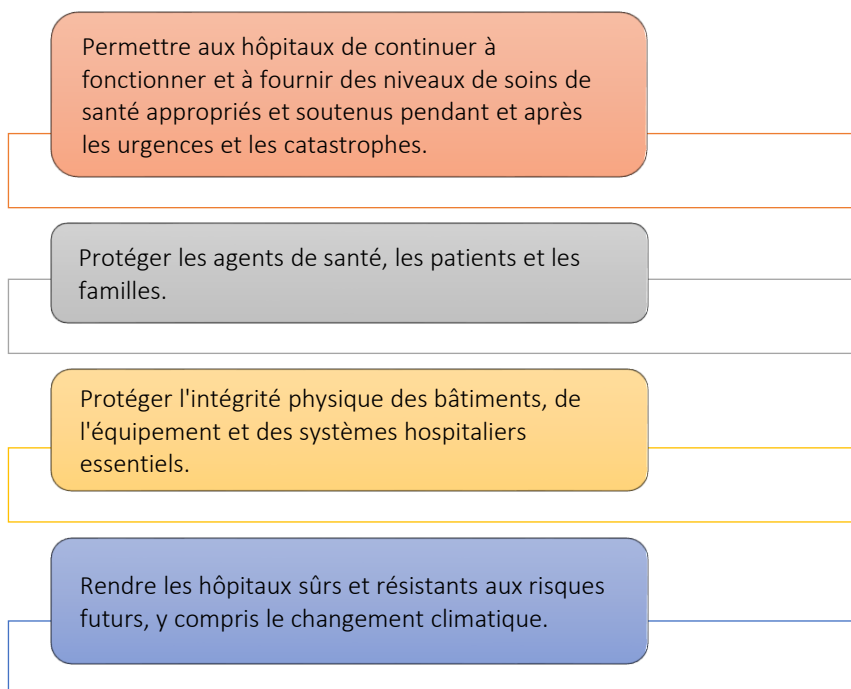 Permettre aux hôpitaux de continuer à
fonctionner et à fournir des niveaux de soins de
santé appropriés et soutenus pendant et après
les urgences et les catastrophes.
Protéger les agents de santé, les patients et les
familles.
Protéger l'intégrité physique des bâtiments, de
l'équipement et des systèmes hospitaliers
essentiels.
Rendre les hôpitaux sûrs et résistants aux risques
futurs, y compris le changement climatique.